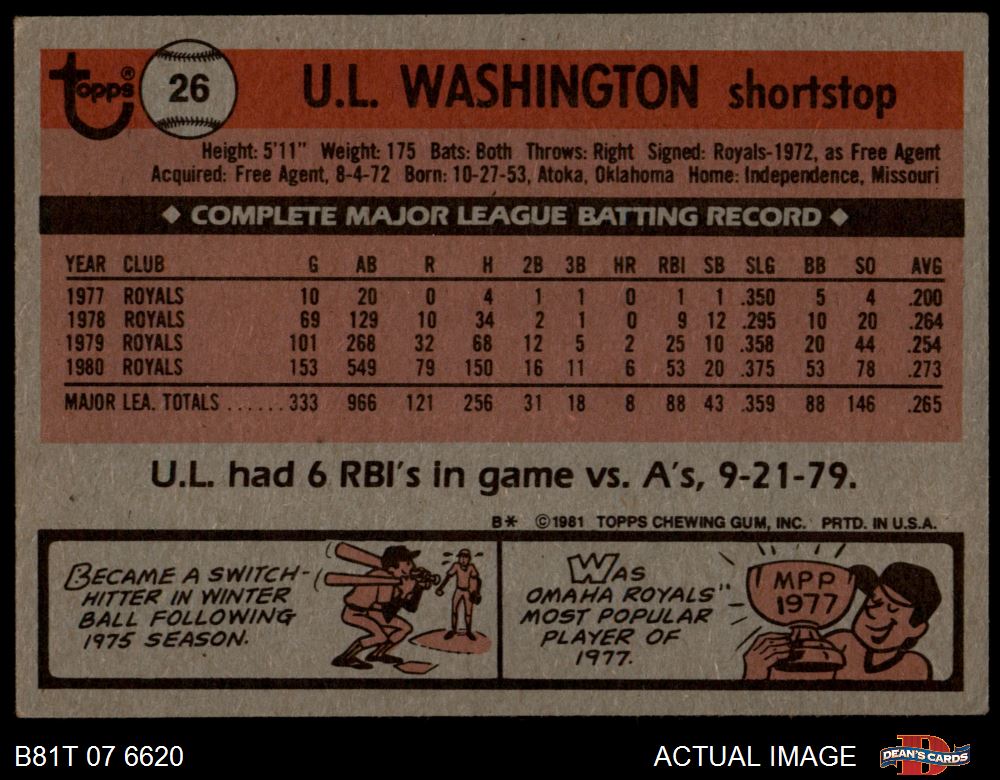 topps® 26 U.L. WASHINGTON shortstop
Height: 5'11" Weight: 175 Bats: Both Throws: Right Signed: Royals-1972, as Free Agent
Acquired: Free Agent, 8-4-72 Born: 10-27-53, Atoka, Oklahoma Home: Independence, Missouri
◆ COMPLETE MAJOR LEAGUE BATTING RECORD ◆
YEAR CLUB G AB R H 2B 3B HR RBI SB SLG BB SO AVG
1977 ROYALS 10 20 0 4 1 1 0 1 1 .350 5 4 .200
1978 ROYALS 69 129 10 34 2 1 0 9 12 .295 10 20 .264
1979 ROYALS 101 268 32 68 12 5 2 25 10 .358 20 44 .254
1980 ROYALS 153 549 79 150 16 11 6 53 20 .375 53 78 .273
MAJOR LEA. TOTALS ...... 333 966 121 256 31 18 8 88 43 .359 88 146 .265
U.L. had 6 RBI's in game vs. A's, 9-21-79.
B* ©1981 TOPPS CHEWING GUM, INC. PRTD. IN U.S.A.
BECAME A SWITCH-
HITTER IN WINTER
BALL FOLLOWING
1975 SEASON.
WAS
OMAHA ROYALS"
MOST POPULAR
PLAYER OF
1977.
MPP
1977
B81T 07 6620 ACTUAL IMAGE DEAN'S CARDS